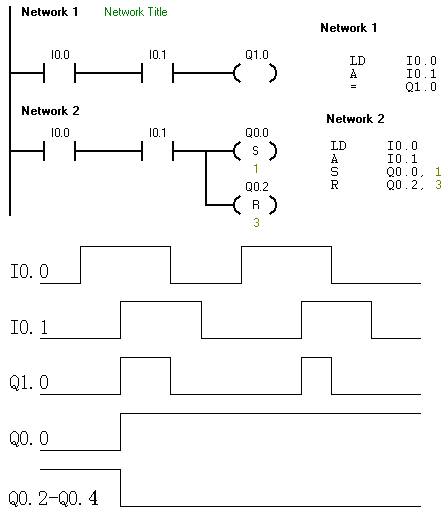 Network 1 Network Title
I0.0 I0.1 Q1.0
Network 1
LD I0.0
A I0.1
= Q1.0
Network 2
I0.0 I0.1 Q0.0
S
1
Q0.2
R
3
Network 2
LD I0.0
A I0.1
S Q0.0, 1
R Q0.2, 3
I0.0
I0.1
Q1.0
Q0.0
Q0.2-Q0.4